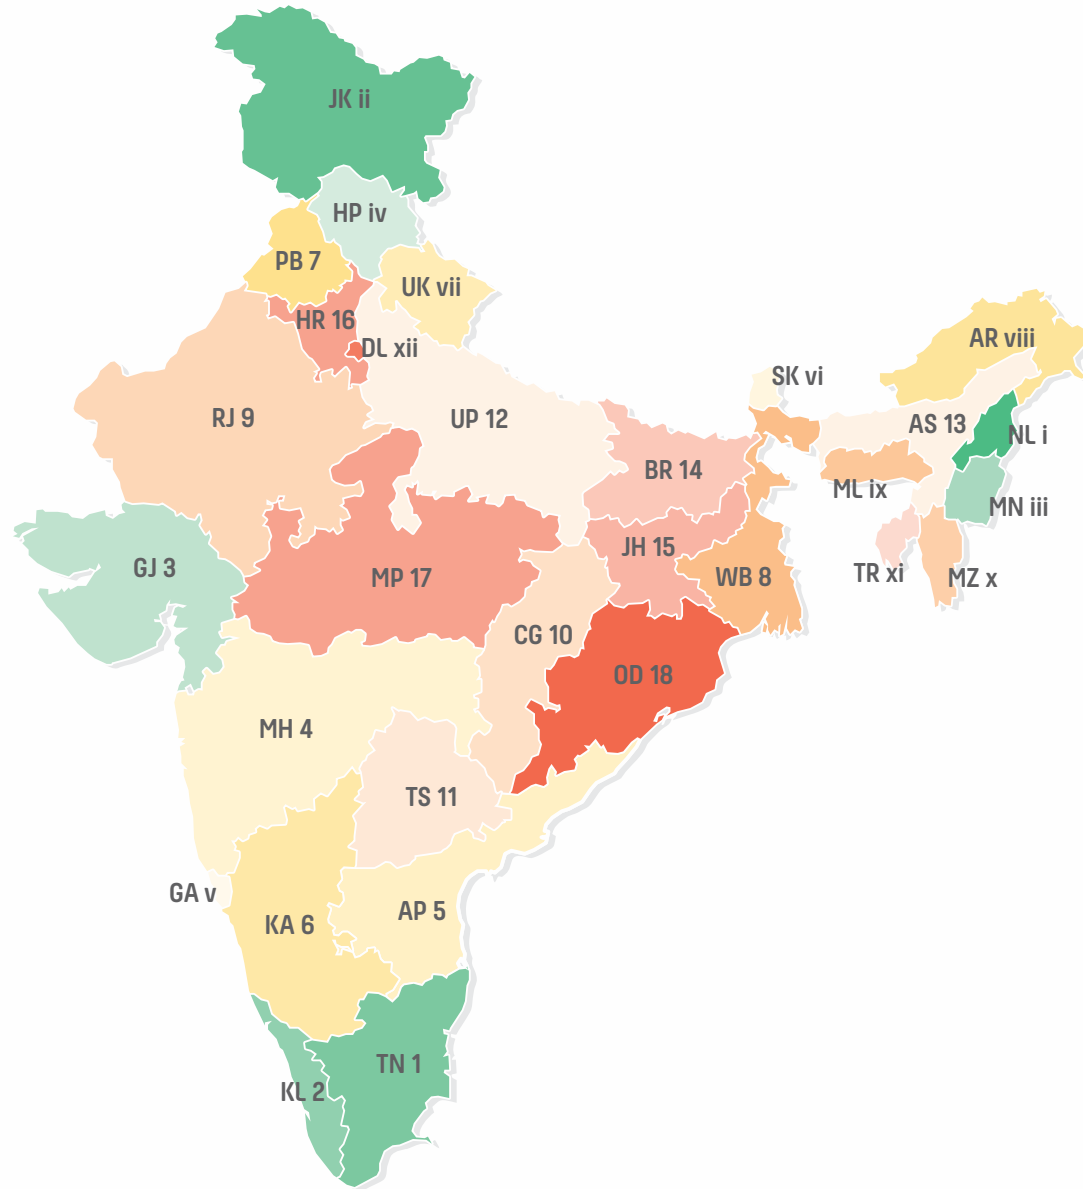 JK ii
HP iv
PB 7
UK vii
HR 16
AR viii
DL xii
SK vi
RJ 9
UP 12
AS 13
NL i
BR 14
ML ix
MN iii
JH 15
GJ 3
MP 17
WB 8
TR xi
MZ x
CG 10
OD 18
MH 4
TS 11
GA v
AP 5
KA 6
TN 1
KL 2